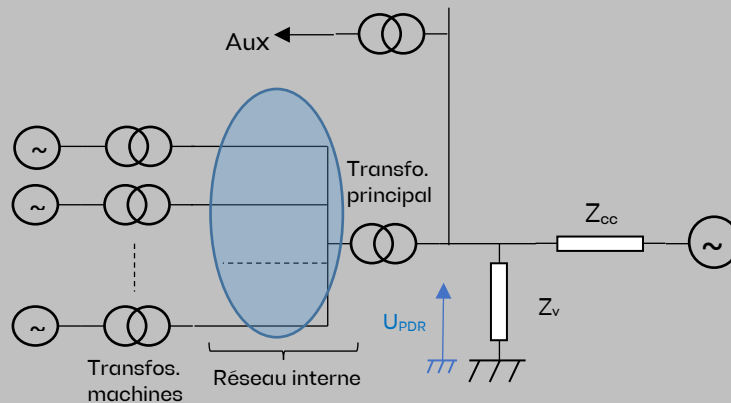 Aux
~
~
~
Transfo.
principal
Zcc
~
UPDR
Zv
Transfos.
machines
Réseau interne